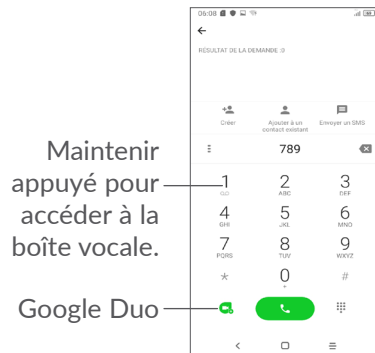 06:08
RÉSULTAT DE LA DEMANDE :0
Créer
Ajouter à un
contact existant
Envoyer un SMS
789
Maintenir
appuyé pour
accéder à la
boîte vocale.
1
2
ABC
3
DEF
4
GHI
5
JKL
6
MNO
7
PQRS
8
TUV
9
WXYZ
*
0
+
#
Google Duo